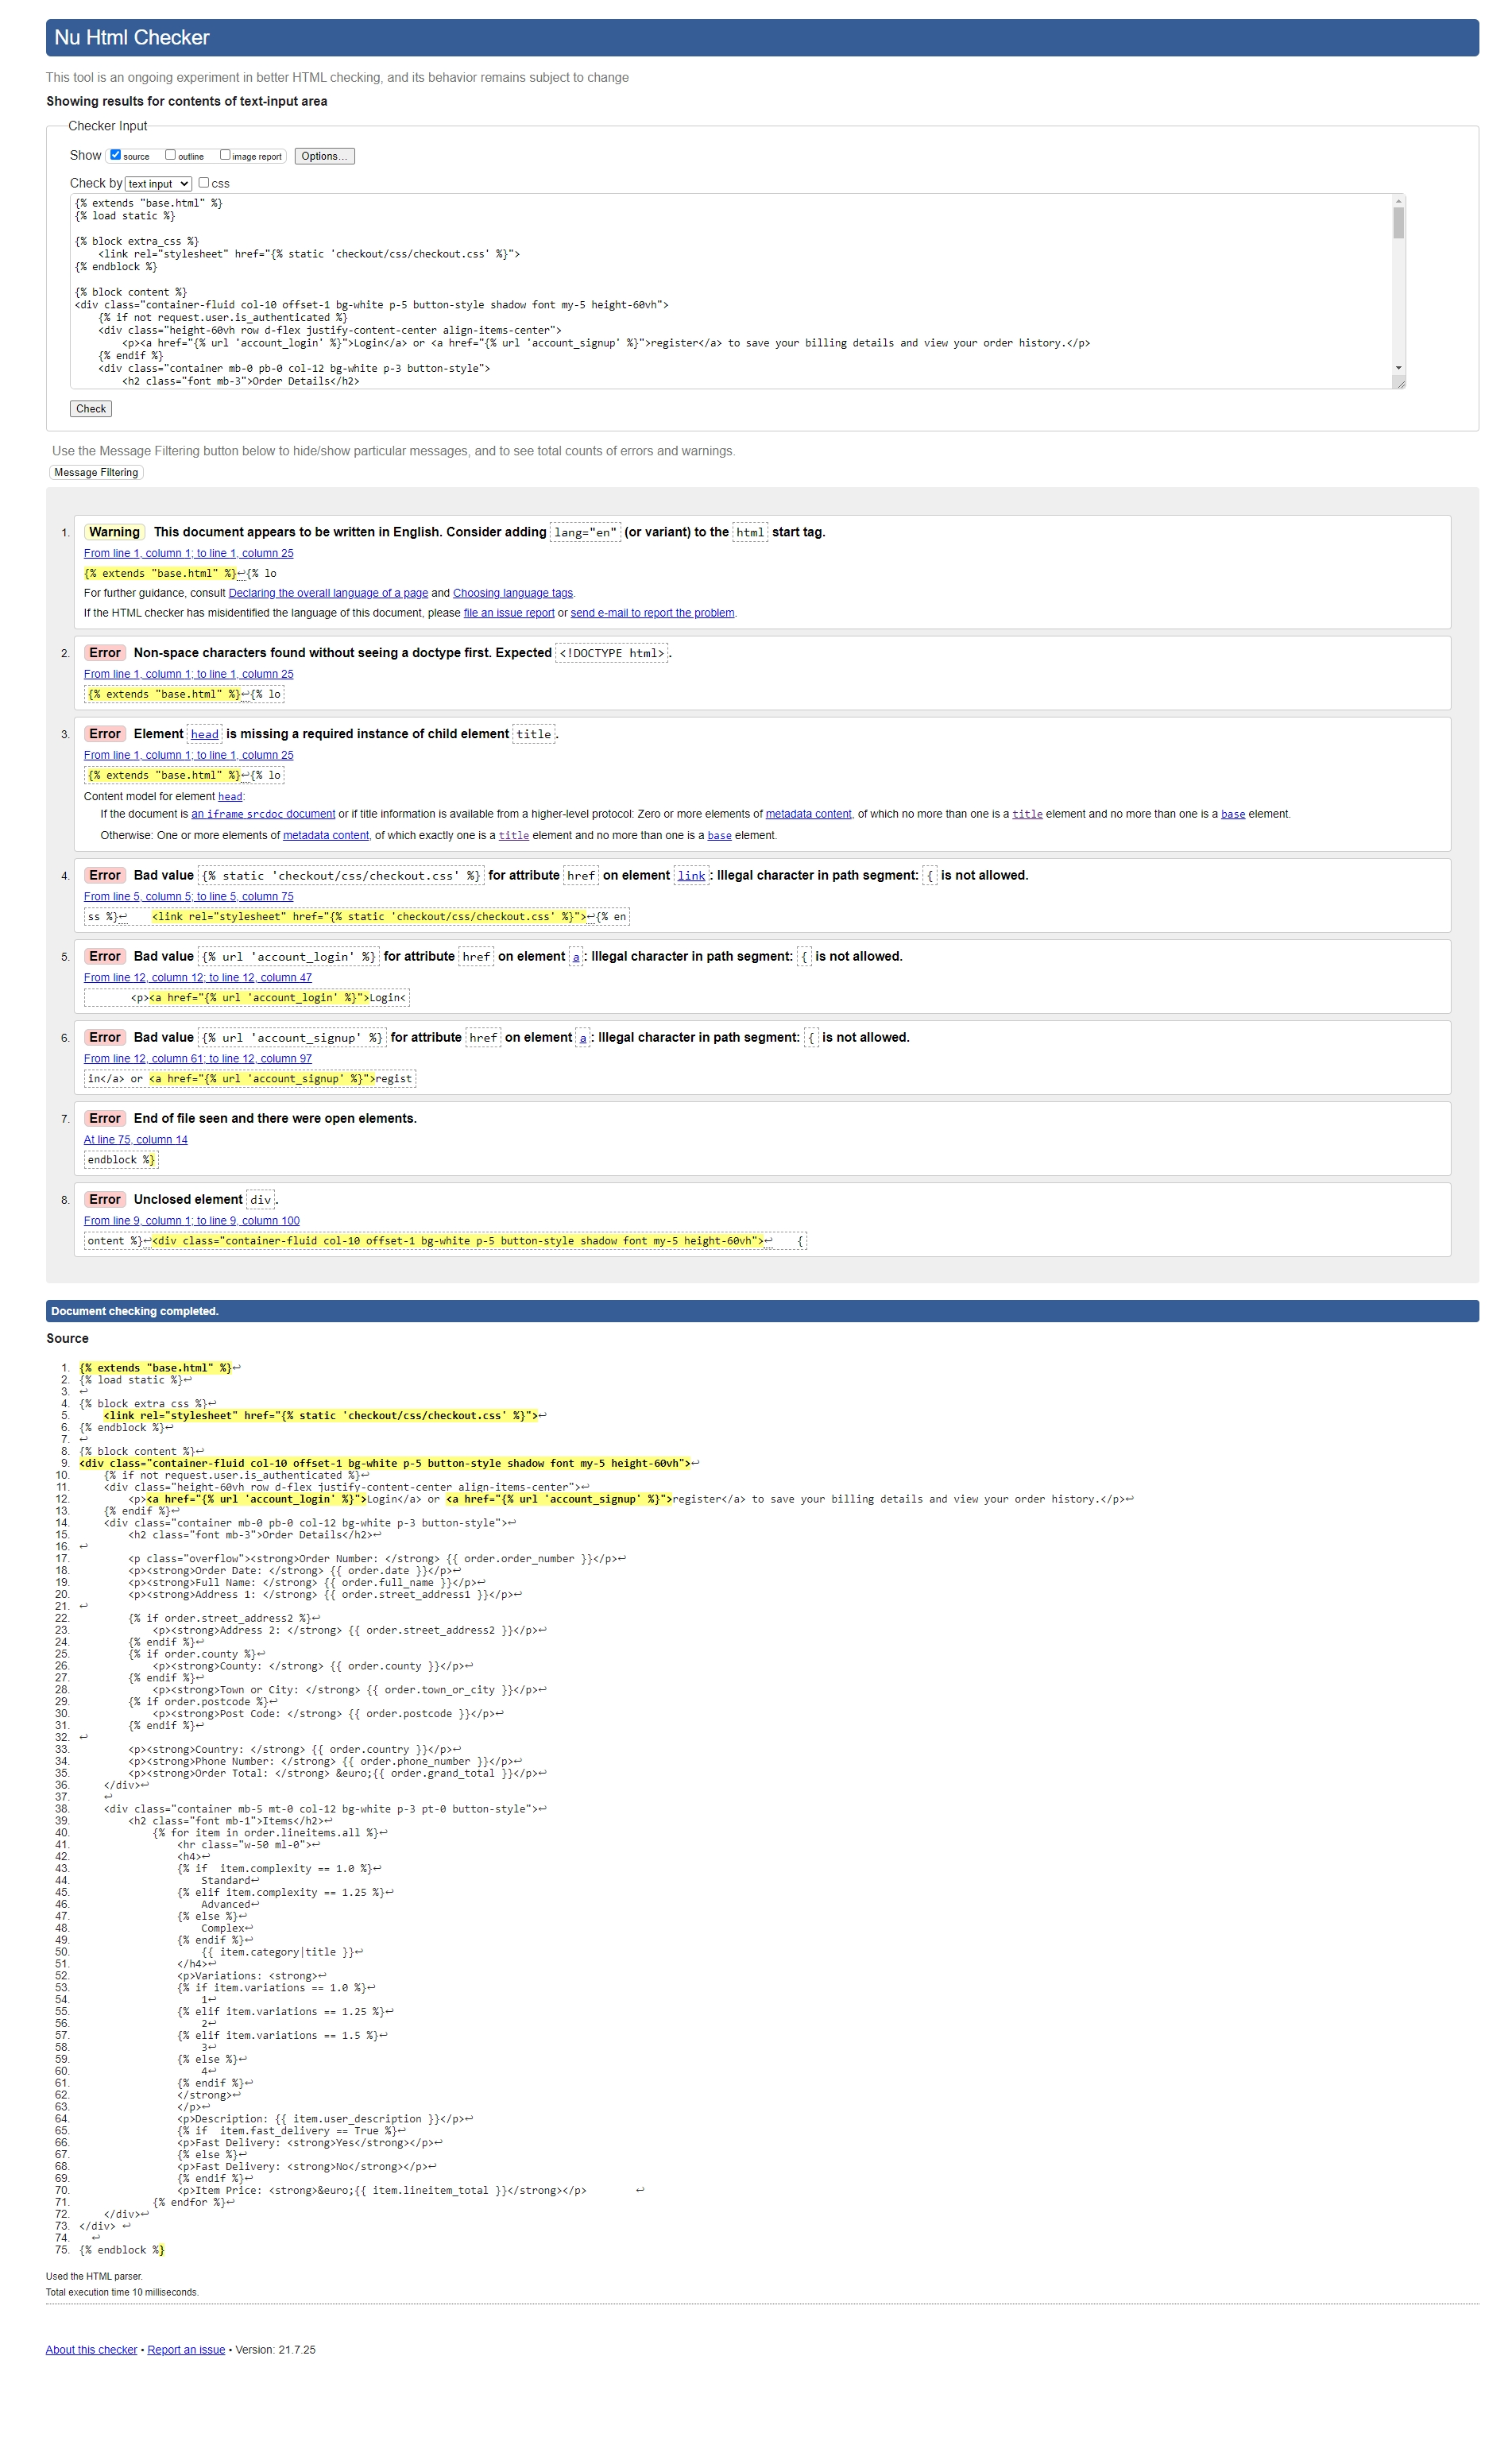 Nu Html Checker
This tool is an ongoing experiment in better HTML checking, and its behavior remains subject to change
Showing results for contents of text-input area
Checker Input
Show source outline image report Options...
Check by text input css
{% extends "base.html" %}
{% load static %}
{% block extra_css %}
    <link rel="stylesheet" href="{% static 'checkout/css/checkout.css' %}">
{% endblock %}
{% block content %}
<div class="container-fluid col-10 offset-1 bg-white p-5 button-style shadow font my-5 height-60vh">
    {% if not request.user.is_authenticated %}
    <div class="height-60vh row d-flex justify-content-center align-items-center">
        <p><a href="{% url 'account_login' %}">Login</a> or <a href="{% url 'account_signup' %}">register</a> to save your billing details and view your order history.</p>
    {% endif %}
    <div class="container mb-0 pb-0 col-12 bg-white p-3 button-style">
        <h2 class="font mb-3">Order Details</h2>
Check
Use the Message Filtering button below to hide/show particular messages, and to see total counts of errors and warnings.
Message Filtering
1. Warning This document appears to be written in English. Consider adding lang="en" (or variant) to the html start tag.
From line 1, column 1; to line 1, column 25
{% extends "base.html" %}↩{% lo
For further guidance, consult Declaring the overall language of a page and Choosing language tags.
If the HTML checker has misidentified the language of this document, please file an issue report or send e-mail to report the problem.
2. Error Non-space characters found without seeing a doctype first. Expected <!DOCTYPE html>.
From line 1, column 1; to line 1, column 25
{% extends "base.html" %}↩{% lo
3. Error Element head is missing a required instance of child element title.
From line 1, column 1; to line 1, column 25
{% extends "base.html" %}↩{% lo
Content model for element head:
If the document is an iframe srcdoc document or if title information is available from a higher-level protocol: Zero or more elements of metadata content, of which no more than one is a title element and no more than one is a base element.
Otherwise: One or more elements of metadata content, of which exactly one is a title element and no more than one is a base element.
4. Error Bad value {% static 'checkout/css/checkout.css' %} for attribute href on element link: Illegal character in path segment: { is not allowed.
From line 5, column 5; to line 5, column 75
ss %}↩    <link rel="stylesheet" href="{% static 'checkout/css/checkout.css' %}">↩{% en
5. Error Bad value {% url 'account_login' %} for attribute href on element a: Illegal character in path segment: { is not allowed.
From line 12, column 12; to line 12, column 47
       <p><a href="{% url 'account_login' %}">Login<
6. Error Bad value {% url 'account_signup' %} for attribute href on element a: Illegal character in path segment: { is not allowed.
From line 12, column 61; to line 12, column 97
in</a> or <a href="{% url 'account_signup' %}">regist
7. Error End of file seen and there were open elements.
At line 75, column 14
endblock %}
8. Error Unclosed element div.
From line 9, column 1; to line 9, column 100
ontent %}↩<div class="container-fluid col-10 offset-1 bg-white p-5 button-style shadow font my-5 height-60vh">↩    {
Document checking completed.
Source
1. {% extends "base.html" %}↩
2. {% load static %}↩
3. ↩
4. {% block extra_css %}↩
5.     <link rel="stylesheet" href="{% static 'checkout/css/checkout.css' %}">↩
6. {% endblock %}↩
7. ↩
8. {% block content %}↩
9. <div class="container-fluid col-10 offset-1 bg-white p-5 button-style shadow font my-5 height-60vh">↩
10.     {% if not request.user.is_authenticated %}↩
11.     <div class="height-60vh row d-flex justify-content-center align-items-center">↩
12.         <p><a href="{% url 'account_login' %}">Login</a> or <a href="{% url 'account_signup' %}">register</a> to save your billing details and view your order history.</p>↩
13.     {% endif %}↩
14.     <div class="container mb-0 pb-0 col-12 bg-white p-3 button-style">↩
15.         <h2 class="font mb-3">Order Details</h2>↩
16. ↩
17.         <p class="overflow"><strong>Order Number: </strong> {{ order.order_number }}</p>↩
18.         <p><strong>Order Date: </strong> {{ order.date }}</p>↩
19.         <p><strong>Full Name: </strong> {{ order.full_name }}</p>↩
20.         <p><strong>Address 1: </strong> {{ order.street_address1 }}</p>↩
21. ↩
22.         {% if order.street_address2 %}↩
23.             <p><strong>Address 2: </strong> {{ order.street_address2 }}</p>↩
24.         {% endif %}↩
25.         {% if order.county %}↩
26.             <p><strong>County: </strong> {{ order.county }}</p>↩
27.         {% endif %}↩
28.             <p><strong>Town or City: </strong> {{ order.town_or_city }}</p>↩
29.         {% if order.postcode %}↩
30.             <p><strong>Post Code: </strong> {{ order.postcode }}</p>↩
31.         {% endif %}↩
32. ↩
33.         <p><strong>Country: </strong> {{ order.country }}</p>↩
34.         <p><strong>Phone Number: </strong> {{ order.phone_number }}</p>↩
35.         <p><strong>Order Total: </strong> &euro;{{ order.grand_total }}</p>↩
36.     </div>↩
37.     ↩
38.     <div class="container mb-5 mt-0 col-12 bg-white p-3 pt-0 button-style">↩
39.         <h2 class="font mb-1">Items</h2>↩
40.             {% for item in order.lineitems.all %}↩
41.                 <hr class="w-50 ml-0">↩
42.                 <h4>↩
43.                 {% if  item.complexity == 1.0 %}↩
44.                     Standard↩
45.                 {% elif item.complexity == 1.25 %}↩
46.                     Advanced↩
47.                 {% else %}↩
48.                     Complex↩
49.                 {% endif %}↩
50.                     {{ item.category|title }}↩
51.                 </h4>↩
52.                 <p>Variations: <strong>↩
53.                 {% if item.variations == 1.0 %}↩
54.                     1↩
55.                 {% elif item.variations == 1.25 %}↩
56.                     2↩
57.                 {% elif item.variations == 1.5 %}↩
58.                     3↩
59.                 {% else %}↩
60.                     4↩
61.                 {% endif %}↩
62.                 </strong>↩
63.                 </p>↩
64.                 <p>Description: {{ item.user_description }}</p>↩
65.                 {% if  item.fast_delivery == True %}↩
66.                 <p>Fast Delivery: <strong>Yes</strong></p>↩
67.                 {% else %}↩
68.                 <p>Fast Delivery: <strong>No</strong></p>↩
69.                 {% endif %}↩
70.                 <p>Item Price: <strong>&euro;{{ item.lineitem_total }}</strong></p>        ↩
71.             {% endfor %}↩
72.     </div>↩
73. </div> ↩
74.   ↩
75. {% endblock %}
Used the HTML parser.
Total execution time 10 milliseconds.
About this checker • Report an issue • Version: 21.7.25